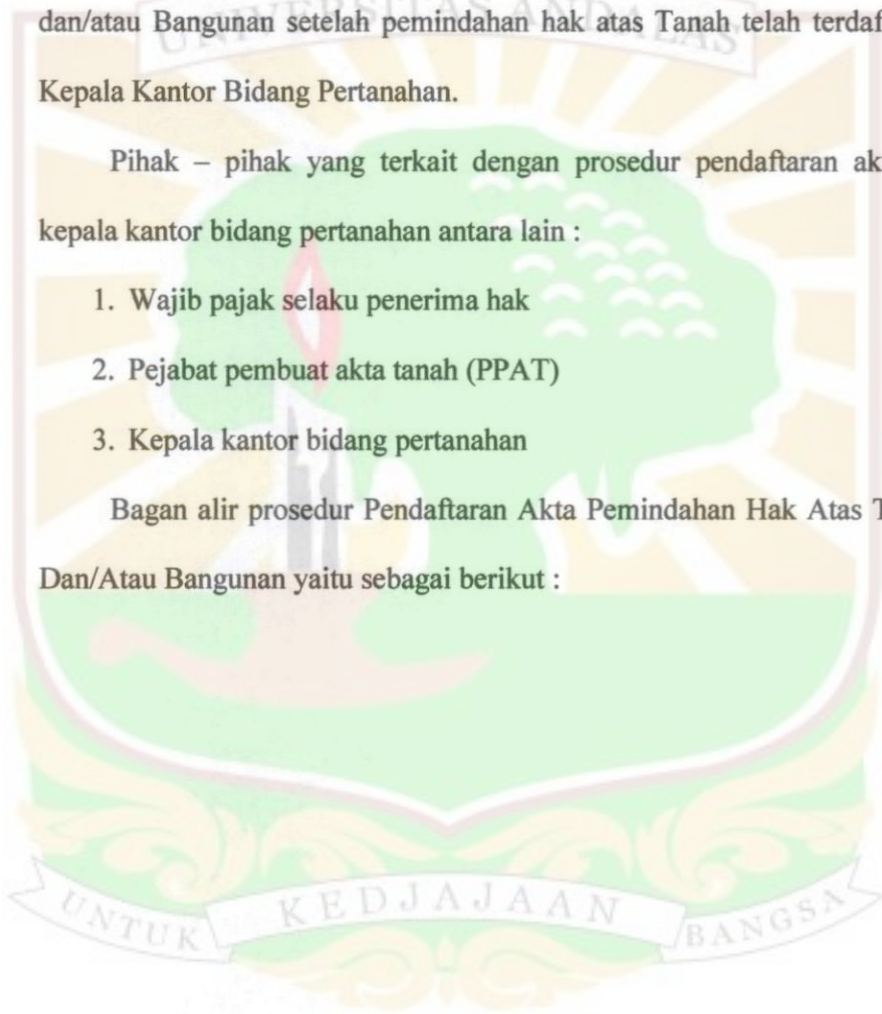 dan/atau Bangunan setelah pemindahan hak atas Tanah telah terdaf
UNIVERSITAS ANDALAS
Kepala Kantor Bidang Pertanahan.
Pihak – pihak yang terkait dengan prosedur pendaftaran ak
kepala kantor bidang pertanahan antara lain :
1. Wajib pajak selaku penerima hak
2. Pejabat pembuat akta tanah (PPAT)
3. Kepala kantor bidang pertanahan
Bagan alir prosedur Pendaftaran Akta Pemindahan Hak Atas T
Dan/Atau Bangunan yaitu sebagai berikut :
UNTUK KEDJAJAAN BANGSA